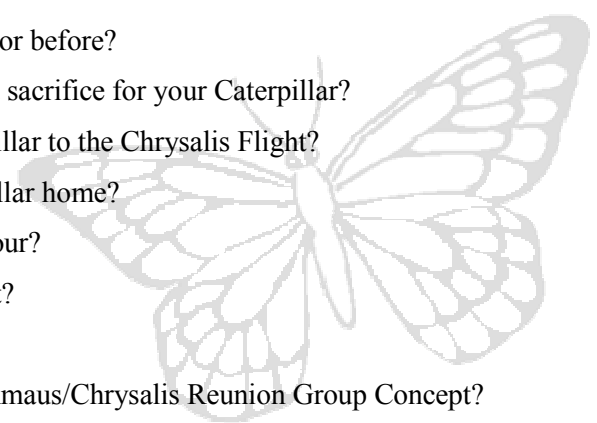 or before?
sacrifice for your Caterpillar?
llar to the Chrysalis Flight?
llar home?
our?
?
maus/Chrysalis Reunion Group Concept?